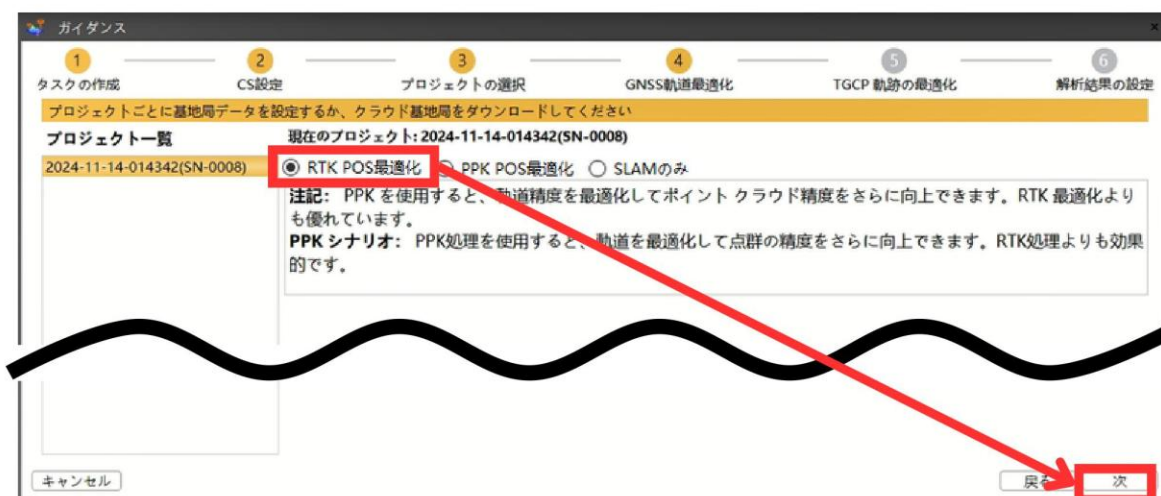 ガイダンス
1 2 3 4 5 6
タスクの作成 CS設定 プロジェクトの選択 GNSS軌道最適化 TGCP 軌跡の最適化 解析結果の設定
プロジェクトごとに基地局データを設定するか、クラウド基地局をダウンロードしてください
プロジェクト一覧
2024-11-14-014342(SN-0008)
現在のプロジェクト: 2024-11-14-014342(SN-0008)
RTK POS最適化 PPK POS最適化 SLAMのみ
注記: PPK を使用すると、軌道精度を最適化してポイント クラウド精度をさらに向上できます。RTK 最適化より
も優れています。
PPK シナリオ: PPK処理を使用すると、軌道を最適化して点群の精度をさらに向上できます。RTK処理よりも効果
的です。
キャンセル 戻る 次